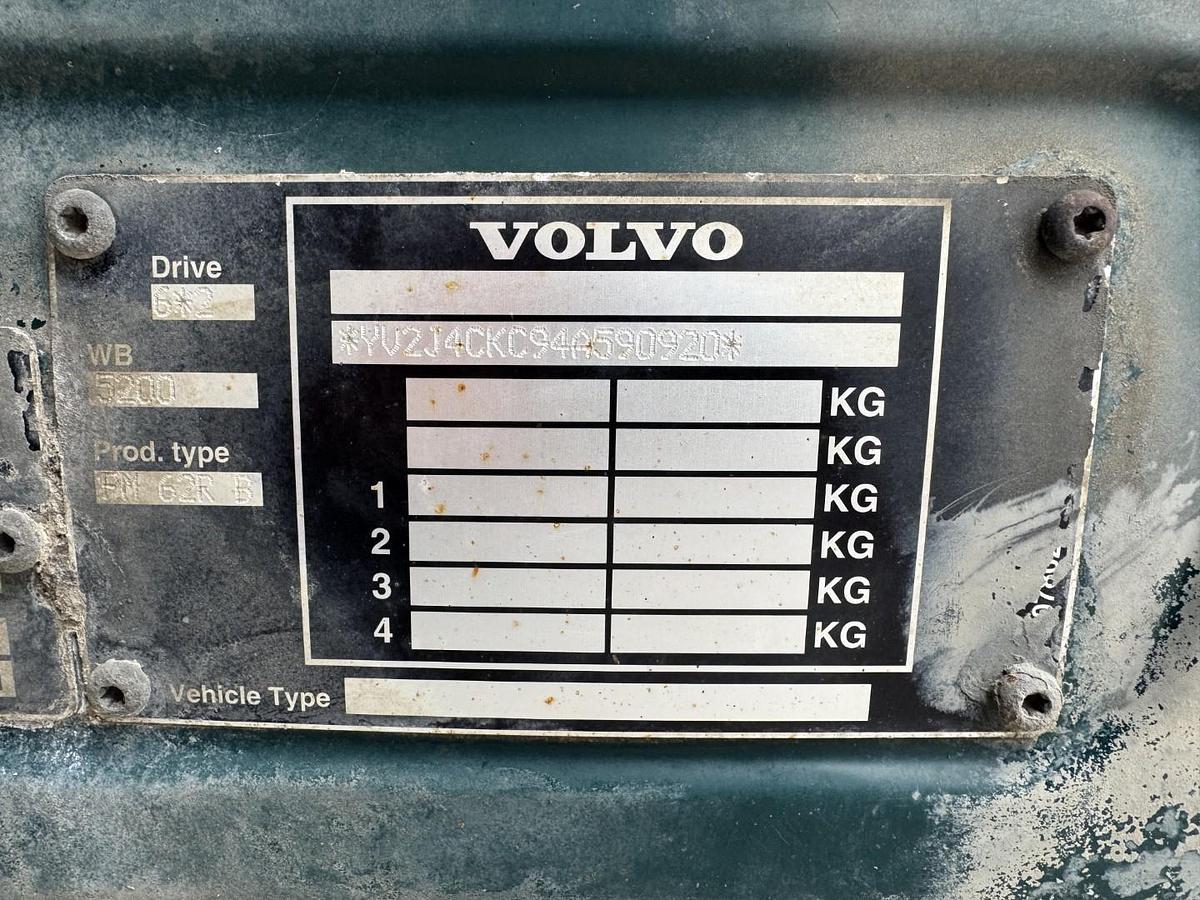 VOLVO
Drive
6*2
*YV2J4CKC94A590920*
WB
5200
KG
KG
Prod. type
FM 62R B
1 KG
2 KG
3 KG
4 KG
Vehicle Type